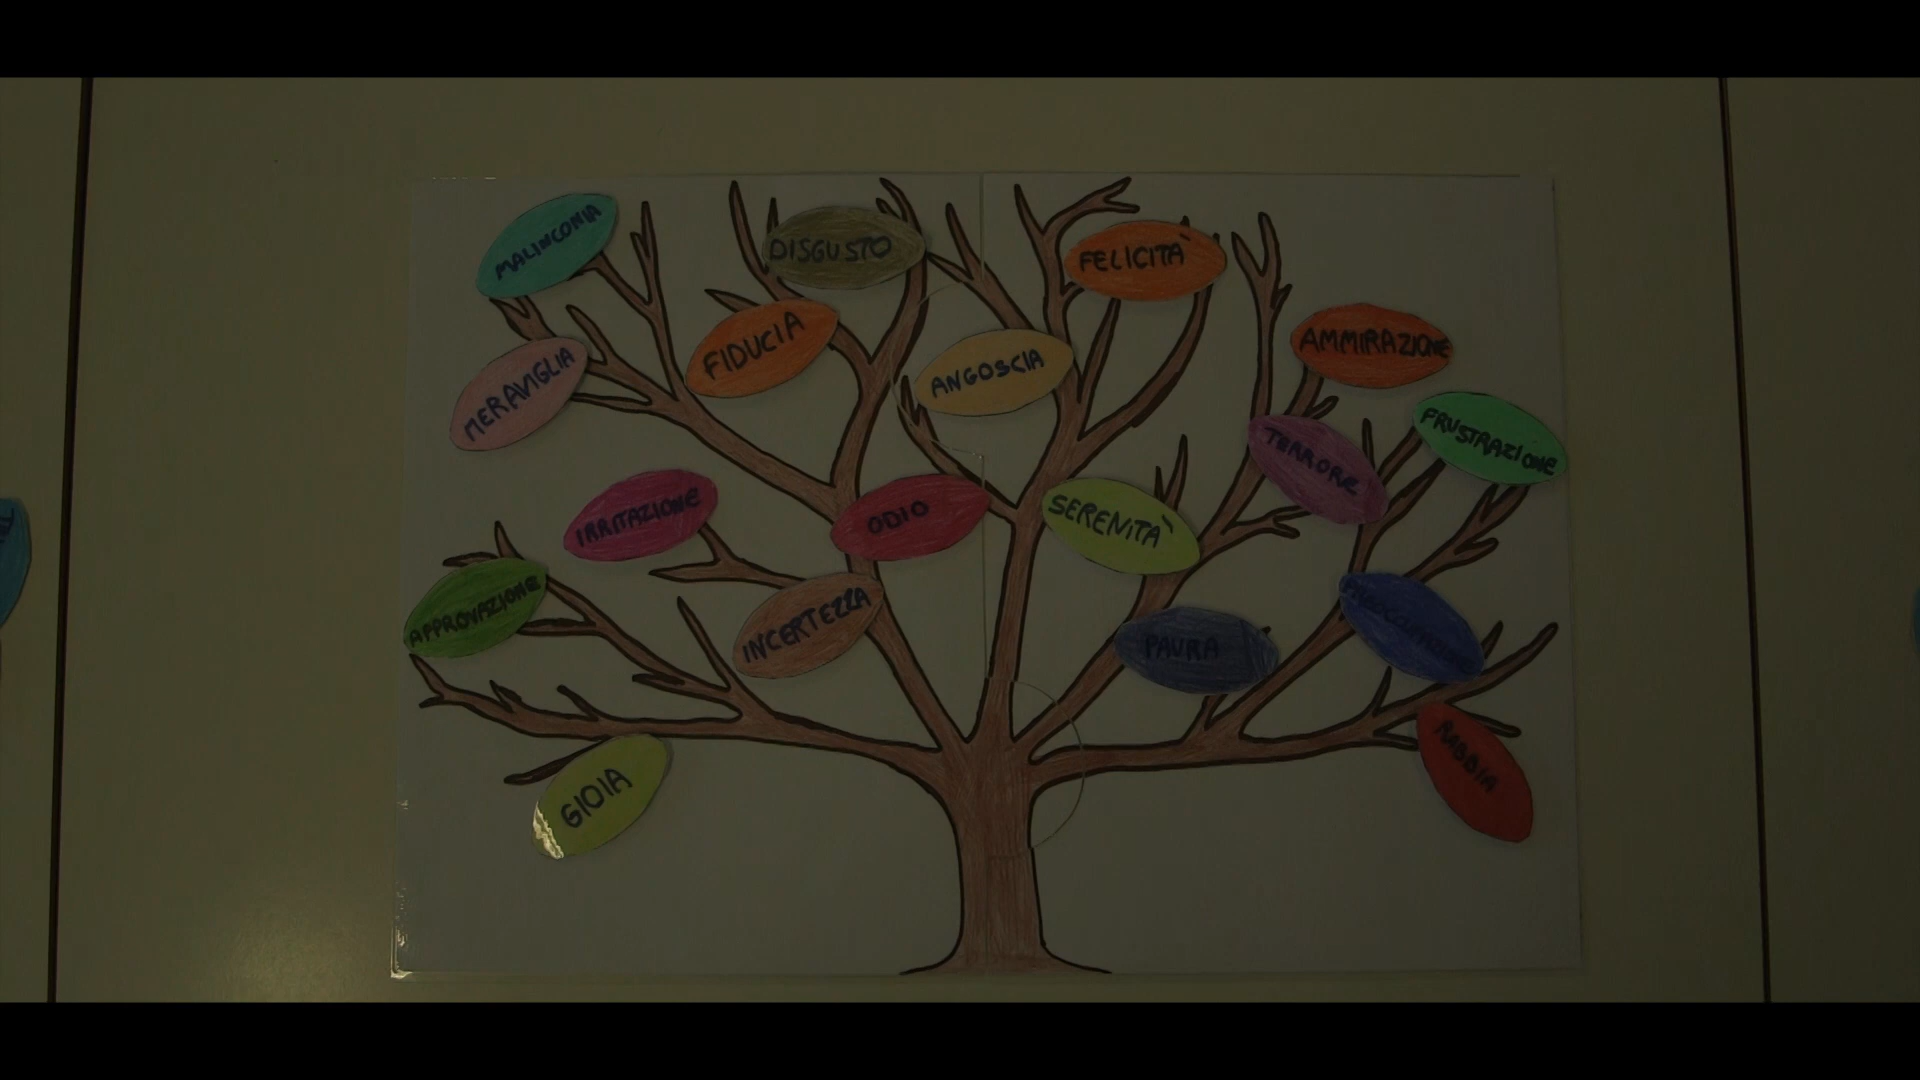 MALINCONIA
DISGUSTO
FELICITÀ
FIDUCIA
AMMIRAZIONE
MERAVIGLIA
ANGOSCIA
FRUSTRAZIONE
TERRORE
IRRITAZIONE
ODIO
SERENITÀ
APPROVAZIONE
INCERTEZZA
PAURA
RABBIA
GIOIA